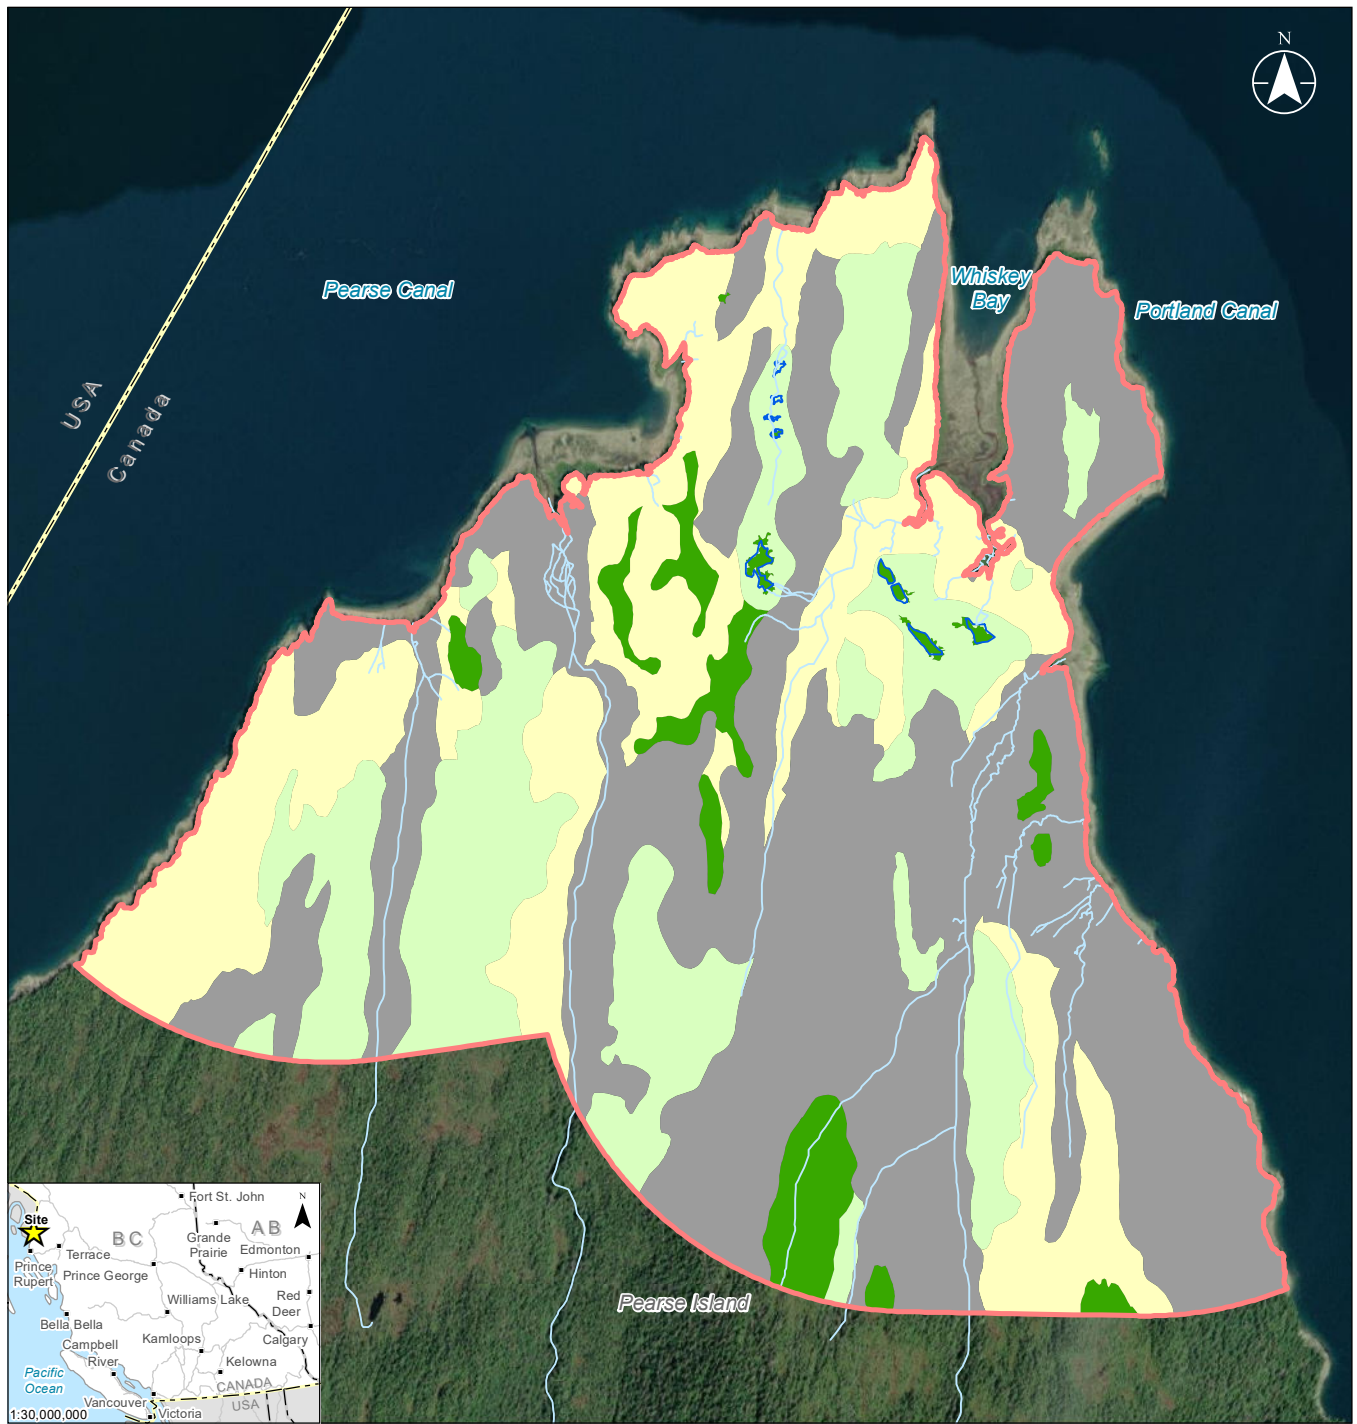 N
Pearse Canal
Whiskey
Bay
Portland Canal
USA
Canada
Pearse Island
Fort St. John
N
Site
BC
AB
Grande
Prairie
Edmonton
Terrace
Prince
Rupert
Prince George
Hinton
Williams Lake
Red
Deer
Bella Bella
Campbell
River
Kamloops
Calgary
Kelowna
Pacific
Ocean
CANADA
USA
Vancouver
Victoria
1:30,000,000